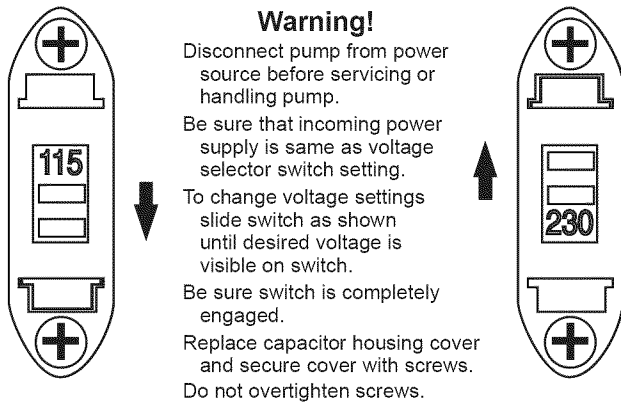 Warning!
Disconnect pump from power
source before servicing or
handling pump.
Be sure that incoming power
supply is same as voltage
selector switch setting.
115
To change voltage settings
slide switch as shown
until desired voltage is
visible on switch.
230
Be sure switch is completely
engaged.
Replace capacitor housing cover
and secure cover with screws.
Do not overtighten screws.